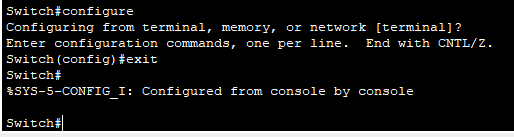 Switch#configure
Configuring from terminal, memory, or network [terminal]?
Enter configuration commands, one per line.  End with CNTL/Z.
Switch(config)#exit
Switch#
%SYS-5-CONFIG_I: Configured from console by console
Switch#